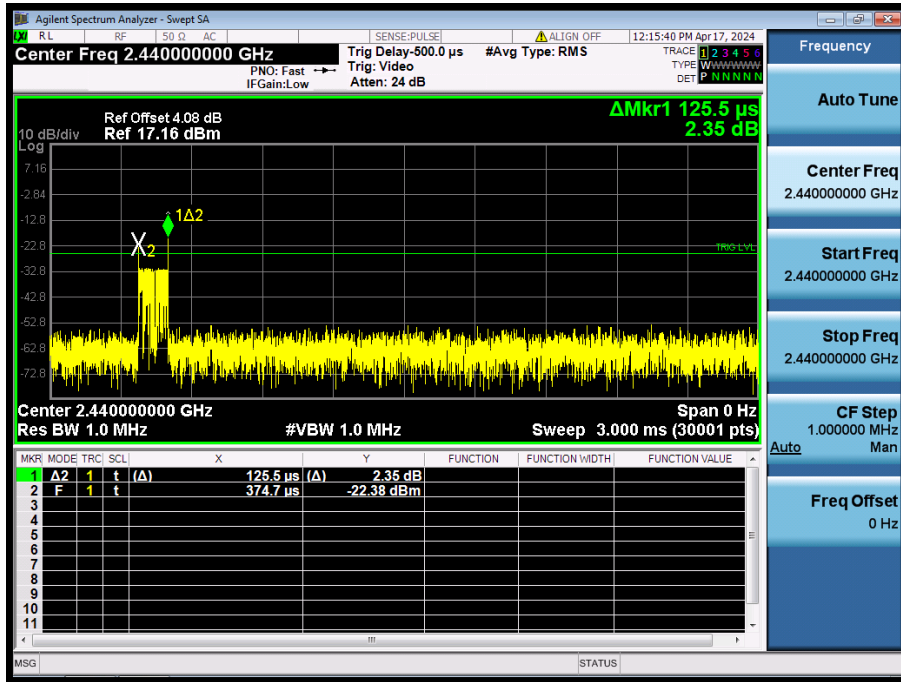 Agilent Spectrum Analyzer - Swept SA
LXI RL RF 50 Ω AC SENSE:PULSE ALIGN OFF 12:15:40 PM Apr 17, 2024
Center Freq 2.440000000 GHz
PNO: Fast
IFGain:Low
Trig Delay-500.0 µs
Trig: Video
Atten: 24 dB
#Avg Type: RMS
TRACE 1 2 3 4 5 6
TYPE WWWWWW
DET P N N N N N
Frequency
Auto Tune
Center Freq
2.440000000 GHz
Start Freq
2.440000000 GHz
Stop Freq
2.440000000 GHz
CF Step
1.000000 MHz
Auto Man
Freq Offset
0 Hz
ΔMkr1 125.5 µs
2.35 dB
Ref Offset 4.08 dB
10 dB/div Ref 17.16 dBm
Log
7.16
-2.84
-12.8
-22.8
-32.8
-42.8
-52.8
-62.8
-72.8
1Δ2
X2
TRIG LVL
Center 2.440000000 GHz Span 0 Hz
Res BW 1.0 MHz #VBW 1.0 MHz Sweep 3.000 ms (30001 pts)
MKR MODE TRC SCL X Y FUNCTION FUNCTION WIDTH FUNCTION VALUE
1 Δ2 1 t (Δ) 125.5 µs (Δ) 2.35 dB
2 F 1 t 374.7 µs -22.38 dBm
3
4
5
6
7
8
9
10
11
MSG STATUS